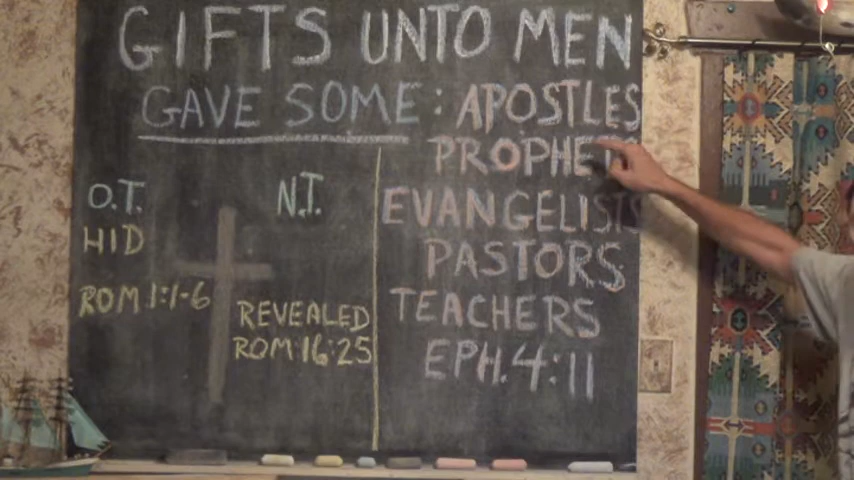 GIFTS UNTO MEN
GAVE SOME: APOSTLES
PROPHETS
EVANGELISTS
PASTORS
TEACHERS
EPH. 4:11
O.T.
HID
ROM 1:1-6
N.T.
REVEALED
ROM 16:25